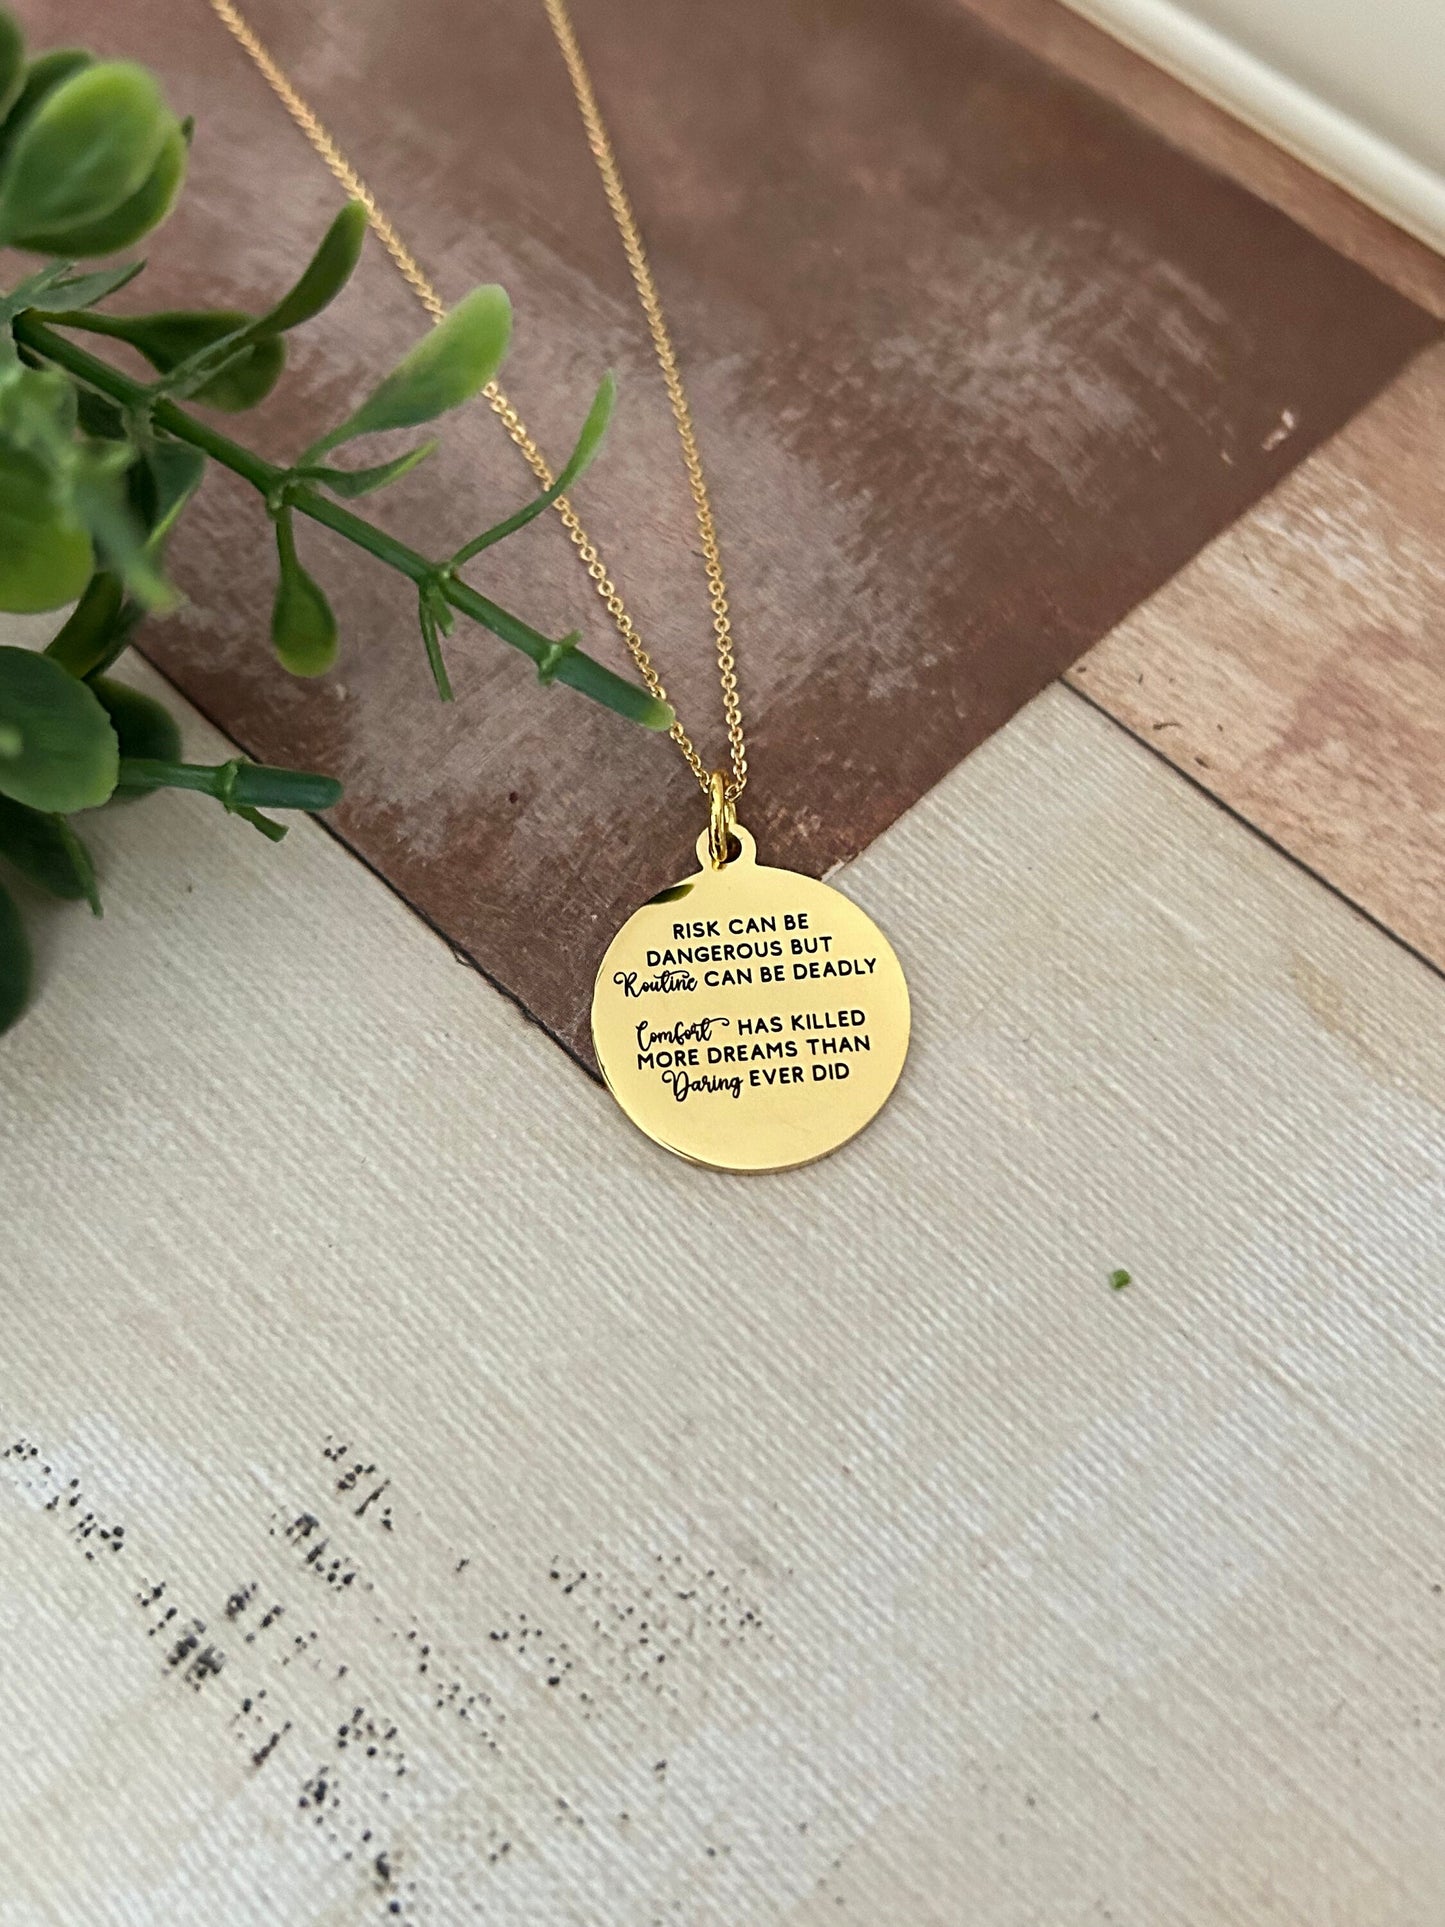 RISK CAN BE
DANGEROUS BUT
Routine CAN BE DEADLY
Comfort HAS KILLED
MORE DREAMS THAN
Daring EVER DID